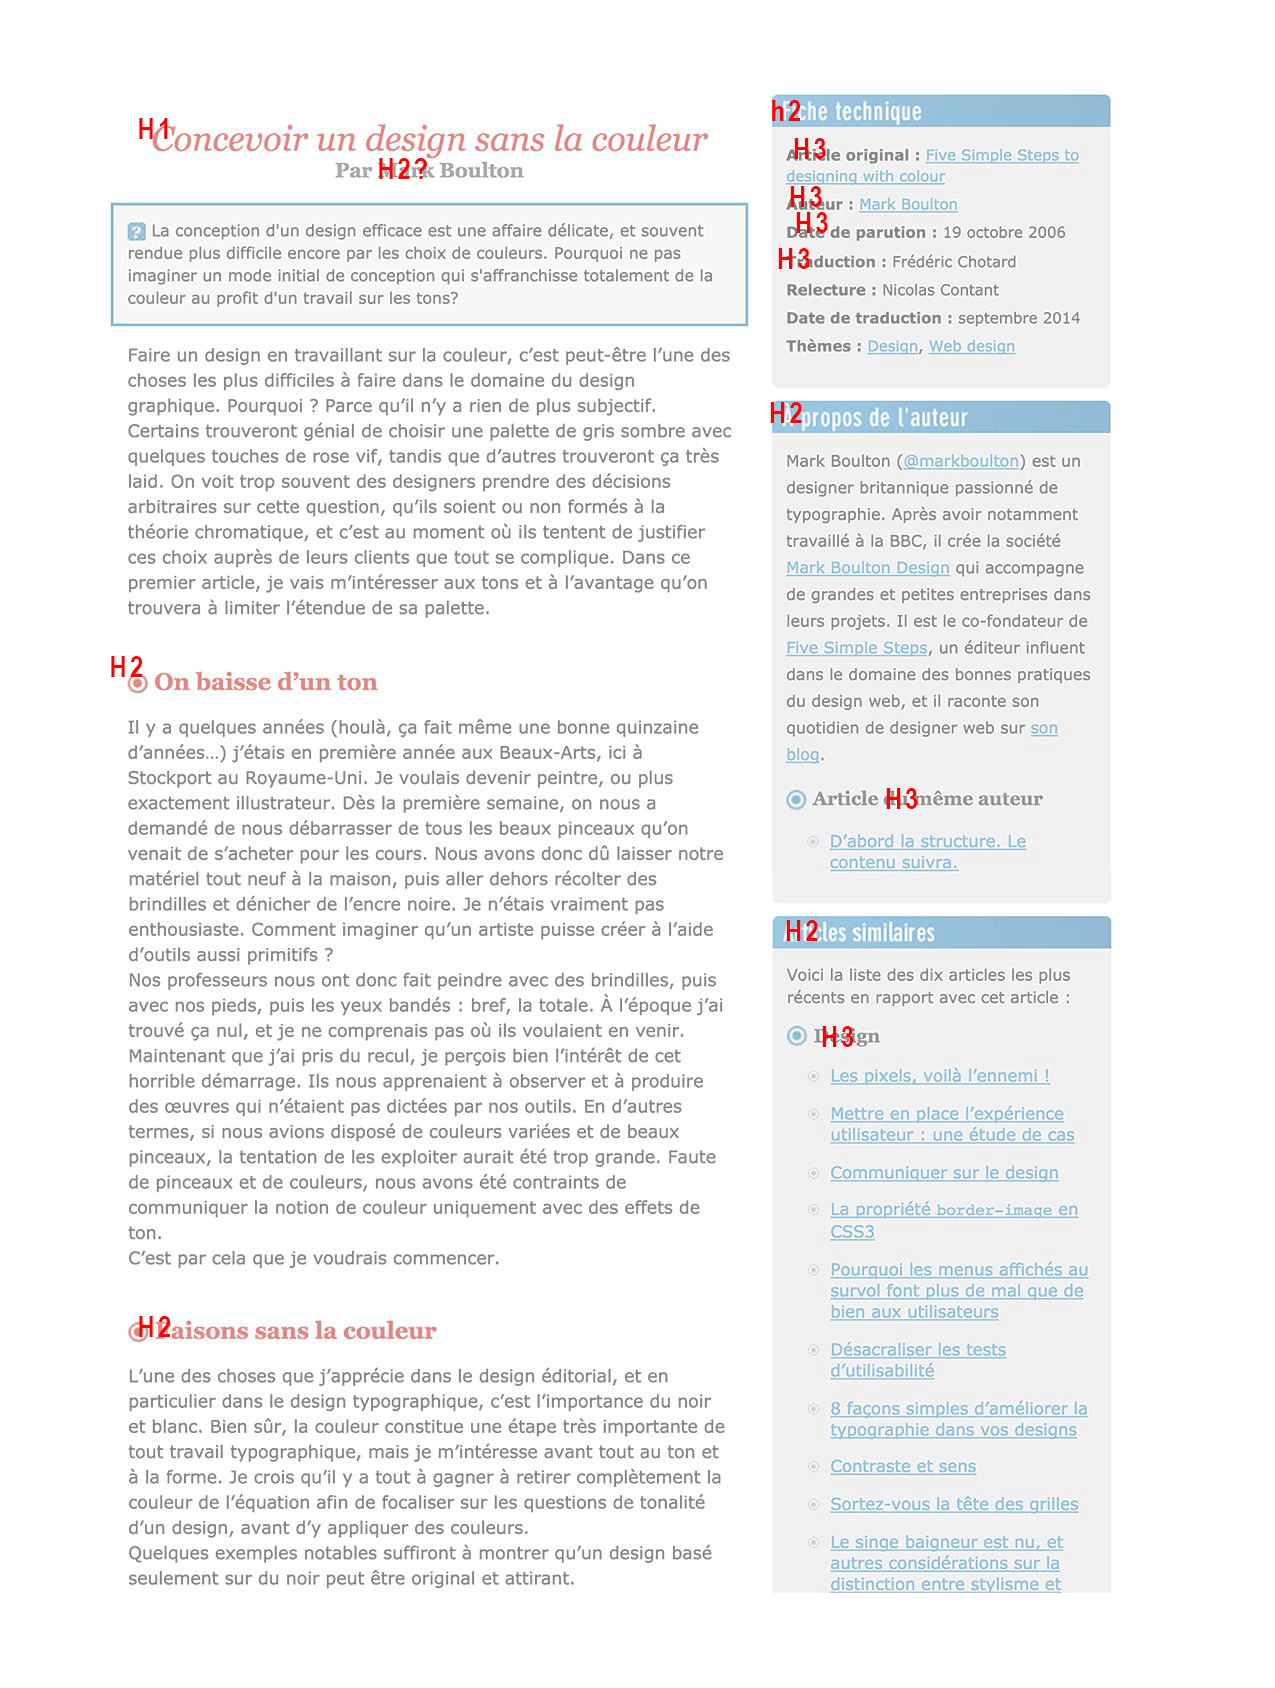 H1
Concevoir un design sans la couleur
H2?
Par Mark Boulton
La conception d'un design efficace est une affaire délicate, et souvent
rendue plus difficile encore par les choix de couleurs. Pourquoi ne pas
imaginer un mode initial de conception qui s'affranchisse totalement de la
couleur au profit d'un travail sur les tons?
Faire un design en travaillant sur la couleur, c’est peut-être l’une des
choses les plus difficiles à faire dans le domaine du design
graphique. Pourquoi ? Parce qu’il n’y a rien de plus subjectif.
Certains trouveront génial de choisir une palette de gris sombre avec
quelques touches de rose vif, tandis que d’autres trouveront ça très
laid. On voit trop souvent des designers prendre des décisions
arbitraires sur cette question, qu’ils soient ou non formés à la
théorie chromatique, et c’est au moment où ils tentent de justifier
ces choix auprès de leurs clients que tout se complique. Dans ce
premier article, je vais m’intéresser aux tons et à l’avantage qu’on
trouvera à limiter l’étendue de sa palette.
H2
On baisse d’un ton
Il y a quelques années (houlà, ça fait même une bonne quinzaine
d’années…) j’étais en première année aux Beaux-Arts, ici à
Stockport au Royaume-Uni. Je voulais devenir peintre, ou plus
exactement illustrateur. Dès la première semaine, on nous a
demandé de nous débarrasser de tous les beaux pinceaux qu’on
venait de s’acheter pour les cours. Nous avons donc dû laisser notre
matériel tout neuf à la maison, puis aller dehors récolter des
brindilles et dénicher de l’encre noire. Je n’étais vraiment pas
enthousiaste. Comment imaginer qu’un artiste puisse créer à l’aide
d’outils aussi primitifs ?
Nos professeurs nous ont donc fait peindre avec des brindilles, puis
avec nos pieds, puis les yeux bandés : bref, la totale. À l’époque j’ai
trouvé ça nul, et je ne comprenais pas où ils voulaient en venir.
Maintenant que j’ai pris du recul, je perçois bien l’intérêt de cet
horrible démarrage. Ils nous apprenaient à observer et à produire
des œuvres qui n’étaient pas dictées par nos outils. En d’autres
termes, si nous avions disposé de couleurs variées et de beaux
pinceaux, la tentation de les exploiter aurait été trop grande. Faute
de pinceaux et de couleurs, nous avons été contraints de
communiquer la notion de couleur uniquement avec des effets de
ton.
C’est par cela que je voudrais commencer.
H2
Faisons sans la couleur
L’une des choses que j’apprécie dans le design éditorial, et en
particulier dans le design typographique, c’est l’importance du noir
et blanc. Bien sûr, la couleur constitue une étape très importante de
tout travail typographique, mais je m’intéresse avant tout au ton et
à la forme. Je crois qu’il y a tout à gagner à retirer complètement la
couleur de l’équation afin de focaliser sur les questions de tonalité
d’un design, avant d’y appliquer des couleurs.
Quelques exemples notables suffiront à montrer qu’un design basé
seulement sur du noir peut être original et attirant.
h2
Fiche technique
H3
Article original : Five Simple Steps to
designing with colour
H3
Auteur : Mark Boulton
H3
Date de parution : 19 octobre 2006
H3
Traduction : Frédéric Chotard
Relecture : Nicolas Contant
Date de traduction : septembre 2014
Thèmes : Design, Web design
H2
À propos de l'auteur
Mark Boulton (@markboulton) est un
designer britannique passionné de
typographie. Après avoir notamment
travaillé à la BBC, il crée la société
Mark Boulton Design qui accompagne
de grandes et petites entreprises dans
leurs projets. Il est le co-fondateur de
Five Simple Steps, un éditeur influent
dans le domaine des bonnes pratiques
du design web, et il raconte son
quotidien de designer web sur son
blog.
H3
Article du même auteur
D’abord la structure. Le
contenu suivra.
H2
Articles similaires
Voici la liste des dix articles les plus
récents en rapport avec cet article :
H3
Design
Les pixels, voilà l’ennemi !
Mettre en place l’expérience
utilisateur : une étude de cas
Communiquer sur le design
La propriété border-image en
CSS3
Pourquoi les menus affichés au
survol font plus de mal que de
bien aux utilisateurs
Désacraliser les tests
d’utilisabilité
8 façons simples d’améliorer la
typographie dans vos designs
Contraste et sens
Sortez-vous la tête des grilles
Le singe baigneur est nu, et
autres considérations sur la
distinction entre stylisme et